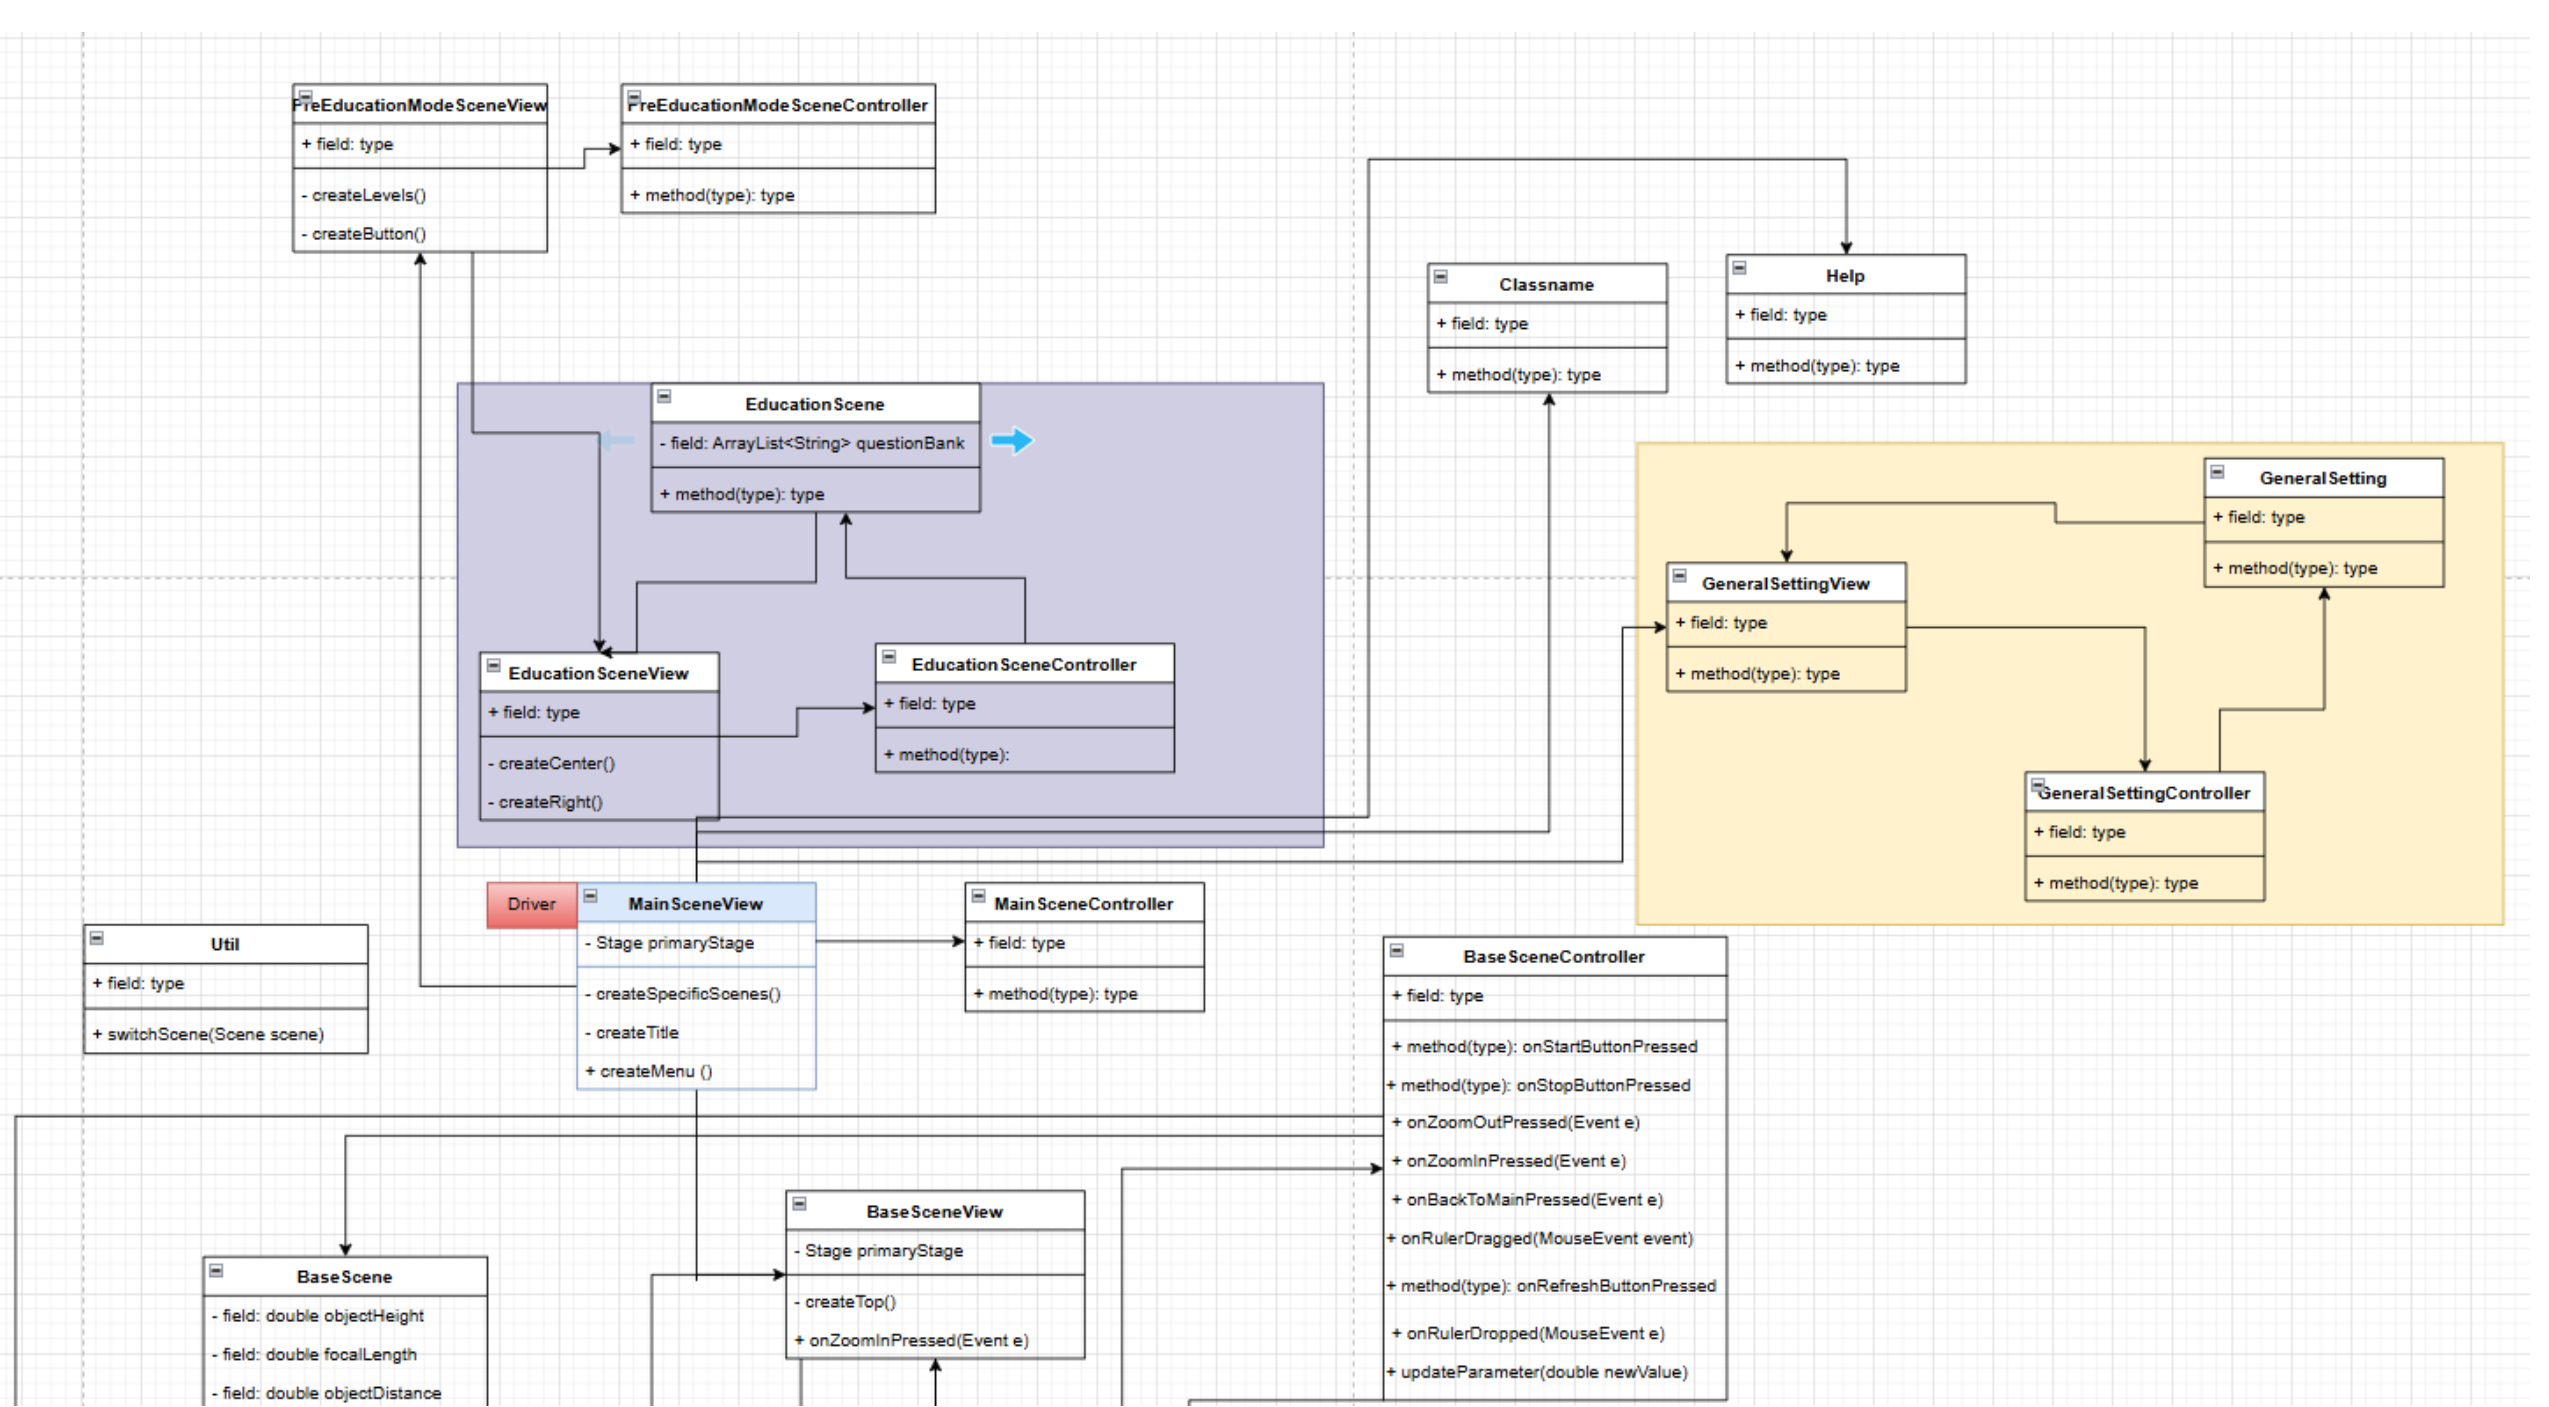 PreEducationModeSceneView
+ field: type
- createLevels()
- createButton()
PreEducationModeSceneController
+ field: type
+ method(type): type
Classname
+ field: type
+ method(type): type
Help
+ field: type
+ method(type): type
EducationScene
- field: ArrayList<String> questionBank
+ method(type): type
EducationSceneView
+ field: type
- createCenter()
- createRight()
EducationSceneController
+ field: type
+ method(type):
GeneralSetting
+ field: type
+ method(type): type
GeneralSettingView
+ field: type
+ method(type): type
GeneralSettingController
+ field: type
+ method(type): type
Driver
MainSceneView
- Stage primaryStage
- createSpecificScenes()
- createTitle
+ createMenu ()
MainSceneController
+ field: type
+ method(type): type
Util
+ field: type
+ switchScene(Scene scene)
BaseSceneController
+ field: type
+ method(type): onStartButtonPressed
+ method(type): onStopButtonPressed
+ onZoomOutPressed(Event e)
+ onZoomInPressed(Event e)
+ onBackToMainPressed(Event e)
+ onRulerDragged(MouseEvent event)
+ method(type): onRefreshButtonPressed
+ onRulerDropped(MouseEvent e)
+ updateParameter(double newValue)
BaseSceneView
- Stage primaryStage
- createTop()
+ onZoomInPressed(Event e)
BaseScene
- field: double objectHeight
- field: double focalLength
- field: double objectDistance